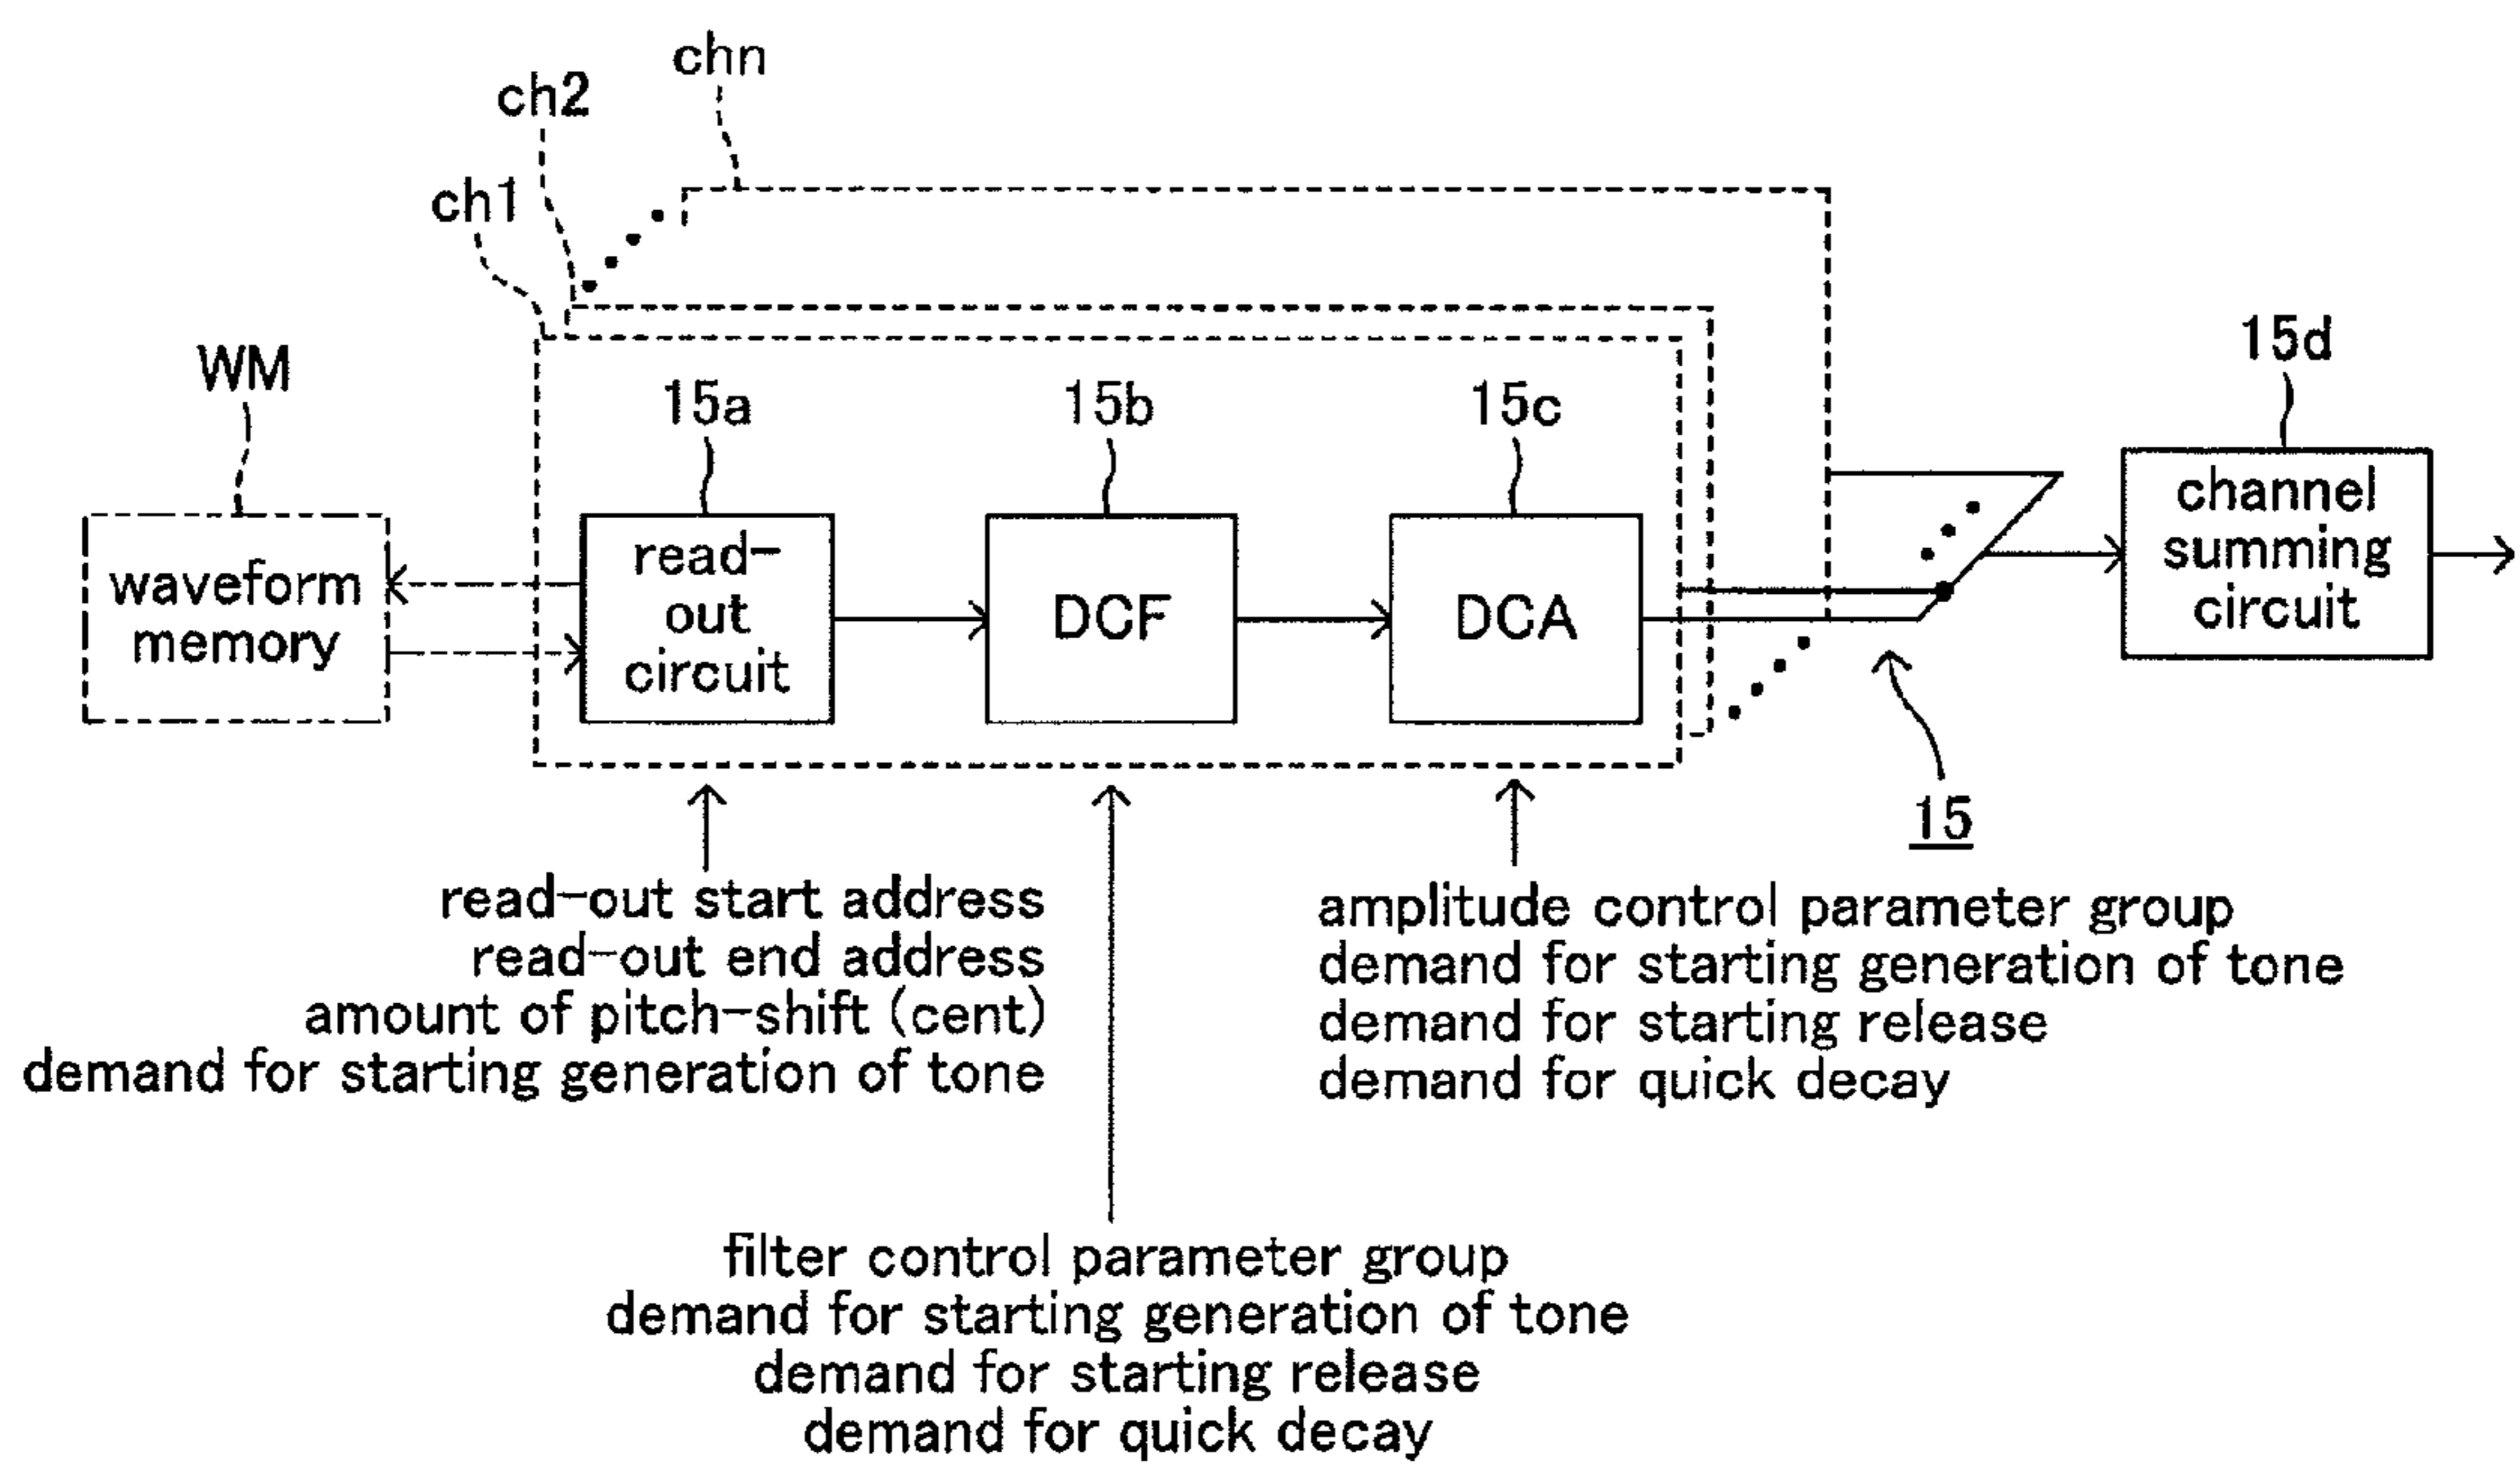 chn
ch2
ch1
WM
15a
15b
15c
15d
waveform
memory
read-
out
circuit
DCF
DCA
channel
summing
circuit
15
read-out start address
read-out end address
amount of pitch-shift (cent)
demand for starting generation of tone
amplitude control parameter group
demand for starting generation of tone
demand for starting release
demand for quick decay
filter control parameter group
demand for starting generation of tone
demand for starting release
demand for quick decay